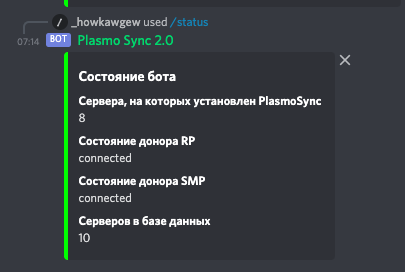 / _howkawgew used /status
07:14 БОТ Plasmo Sync 2.0
Состояние бота
Сервера, на которых установлен PlasmoSync
8
Состояние донора RP
connected
Состояние донора SMP
connected
Серверов в базе данных
10